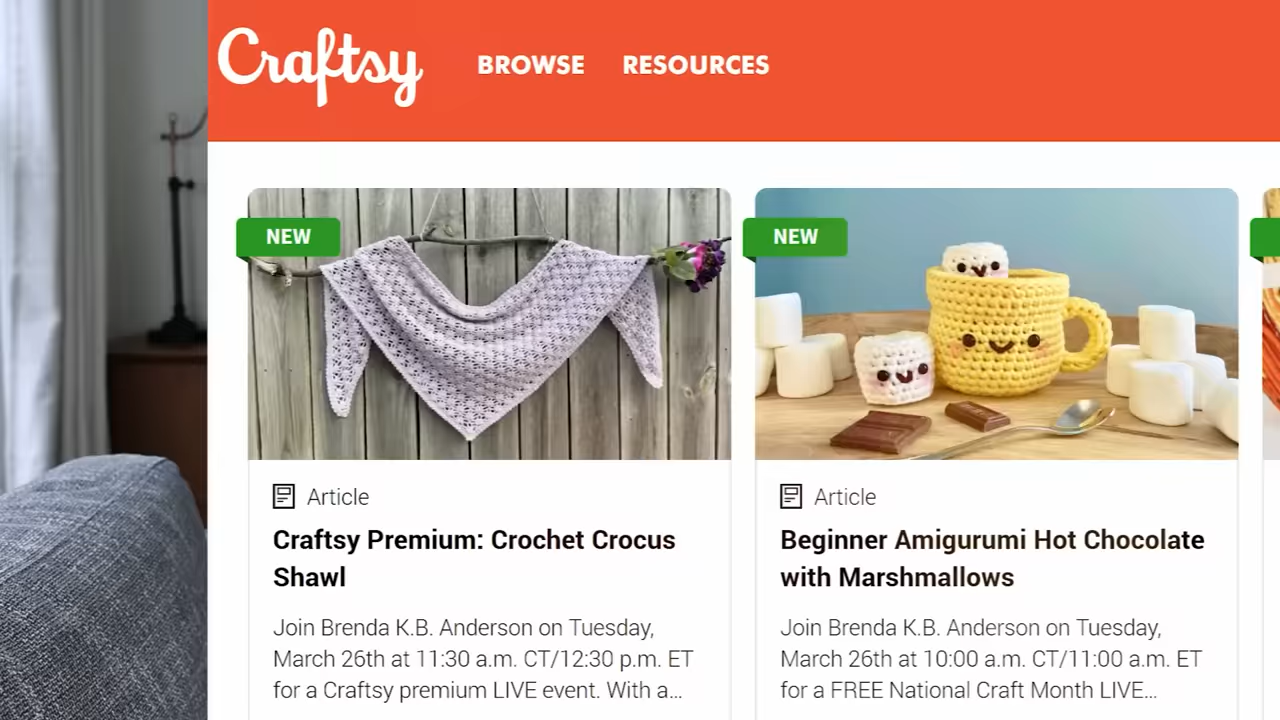 Craftsy
BROWSE
RESOURCES
NEW
Article
Craftsy Premium: Crochet Crocus
Shawl
Join Brenda K.B. Anderson on Tuesday,
March 26th at 11:30 a.m. CT/12:30 p.m. ET
for a Craftsy premium LIVE event. With a...
NEW
Article
Beginner Amigurumi Hot Chocolate
with Marshmallows
Join Brenda K.B. Anderson on Tuesday,
March 26th at 10:00 a.m. CT/11:00 a.m. ET
for a FREE National Craft Month LIVE...